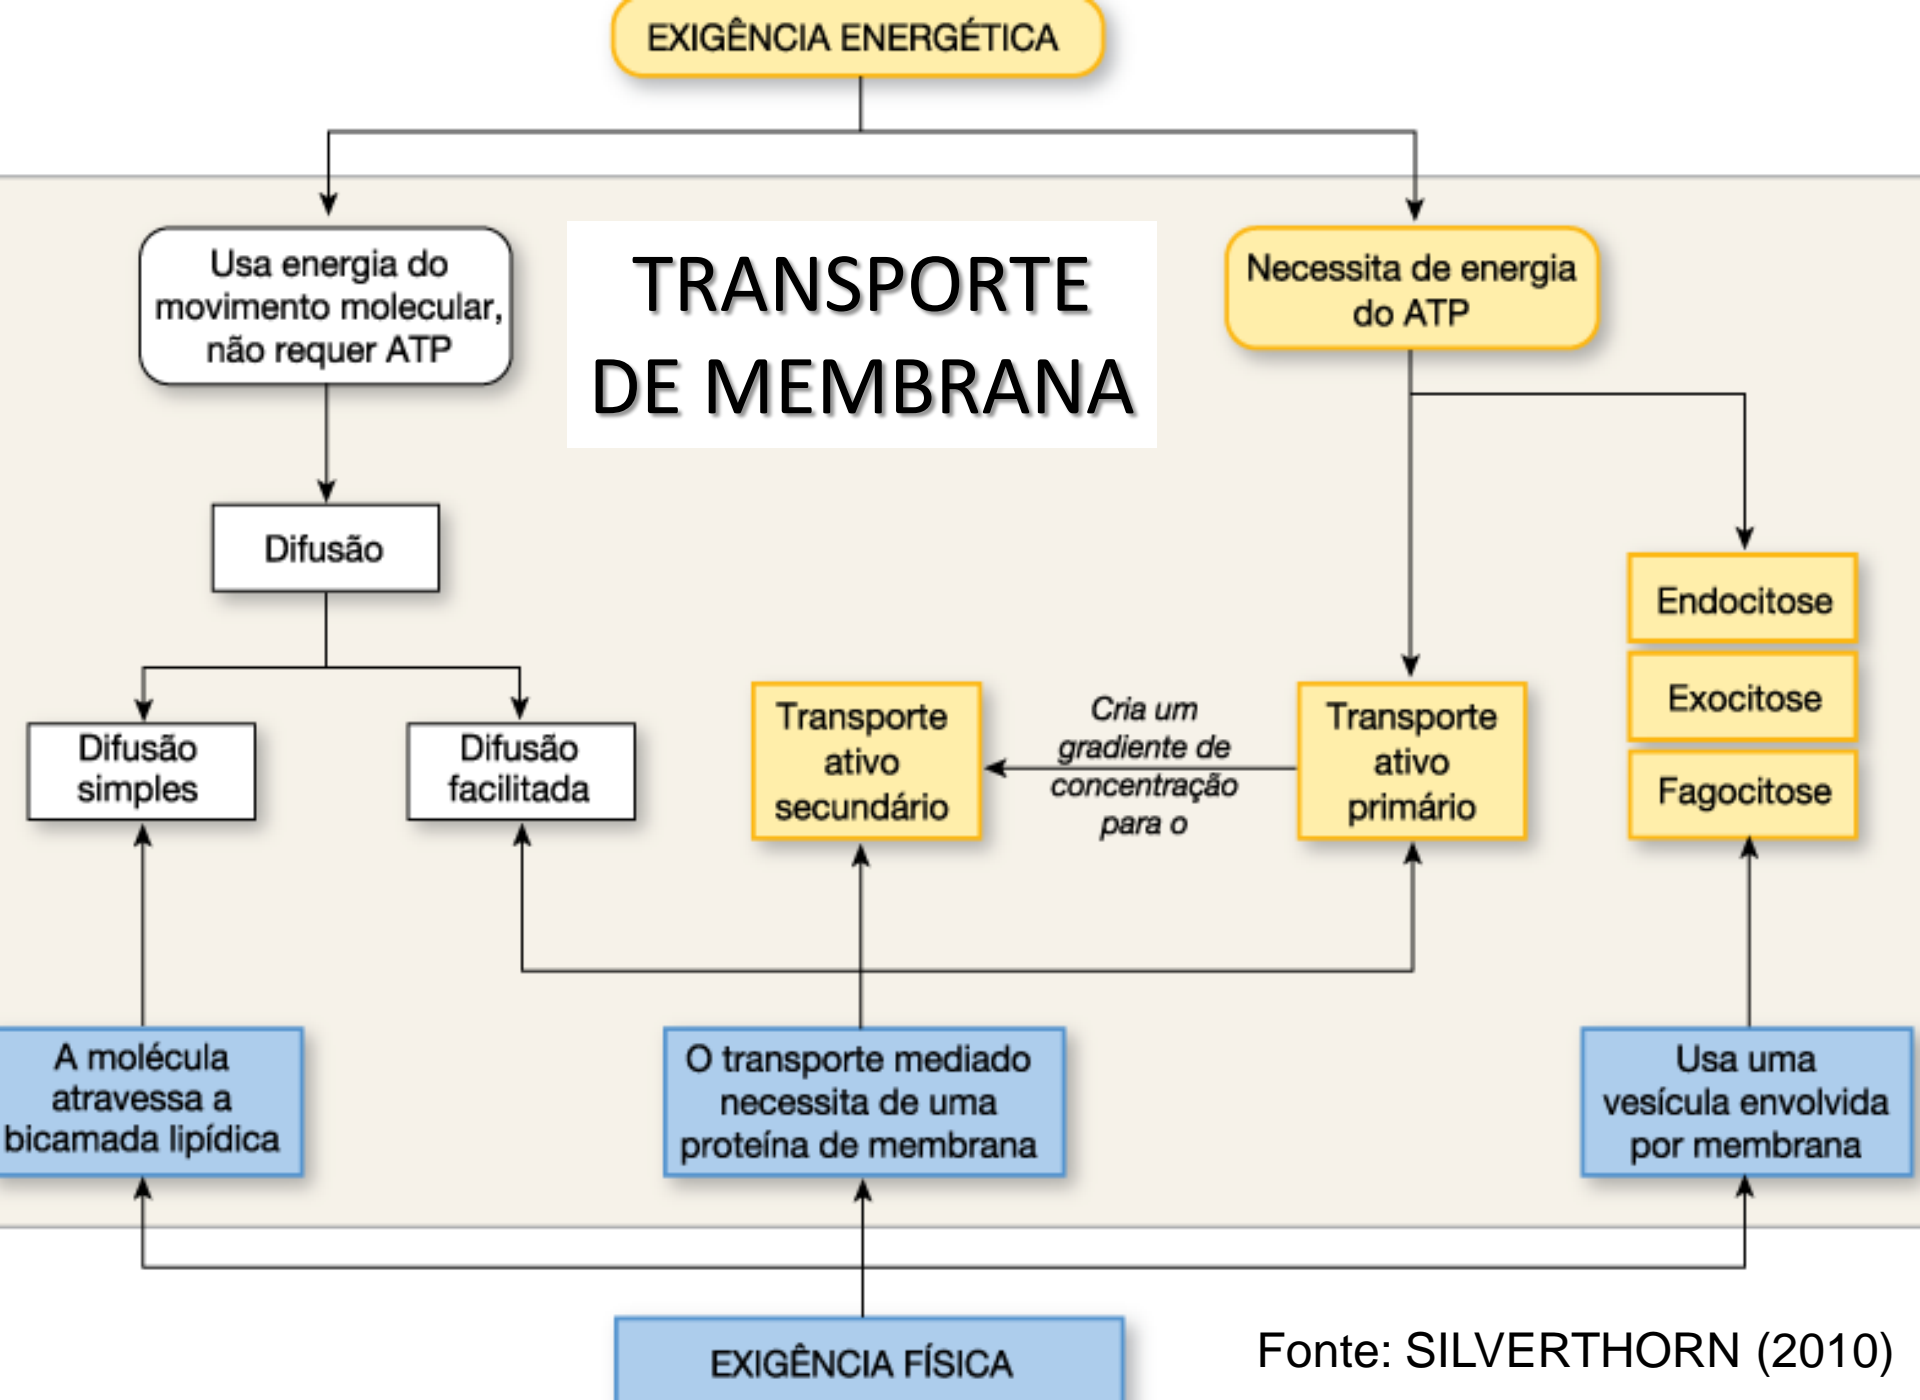 EXIGÊNCIA ENERGÉTICA
Usa energia do
movimento molecular,
não requer ATP
TRANSPORTE
DE MEMBRANA
Necessita de energia
do ATP
Difusão
Endocitose
Exocitose
Fagocitose
Difusão
simples
Difusão
facilitada
Transporte
ativo
secundário
Cria um
gradiente de
concentração
para o
Transporte
ativo
primário
A molécula
atravessa a
bicamada lipídica
O transporte mediado
necessita de uma
proteína de membrana
Usa uma
vesícula envolvida
por membrana
EXIGÊNCIA FÍSICA
Fonte: SILVERTHORN (2010)